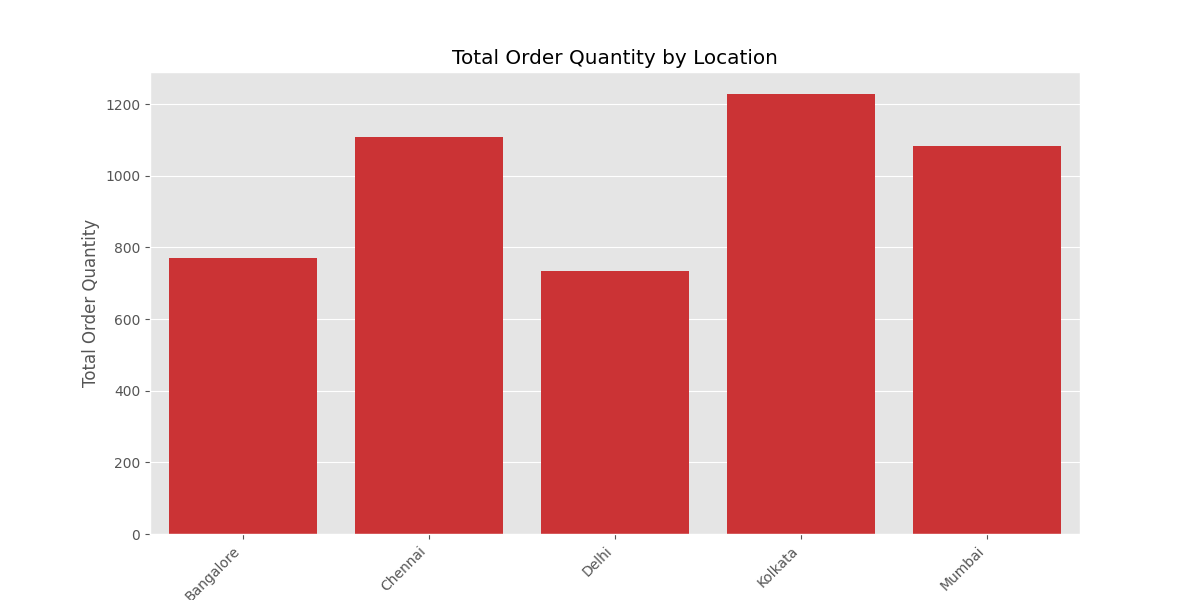 Total Order Quantity by Location
Total Order Quantity
1200
1000
800
600
400
200
0
Bangalore
Chennai
Delhi
Kolkata
Mumbai